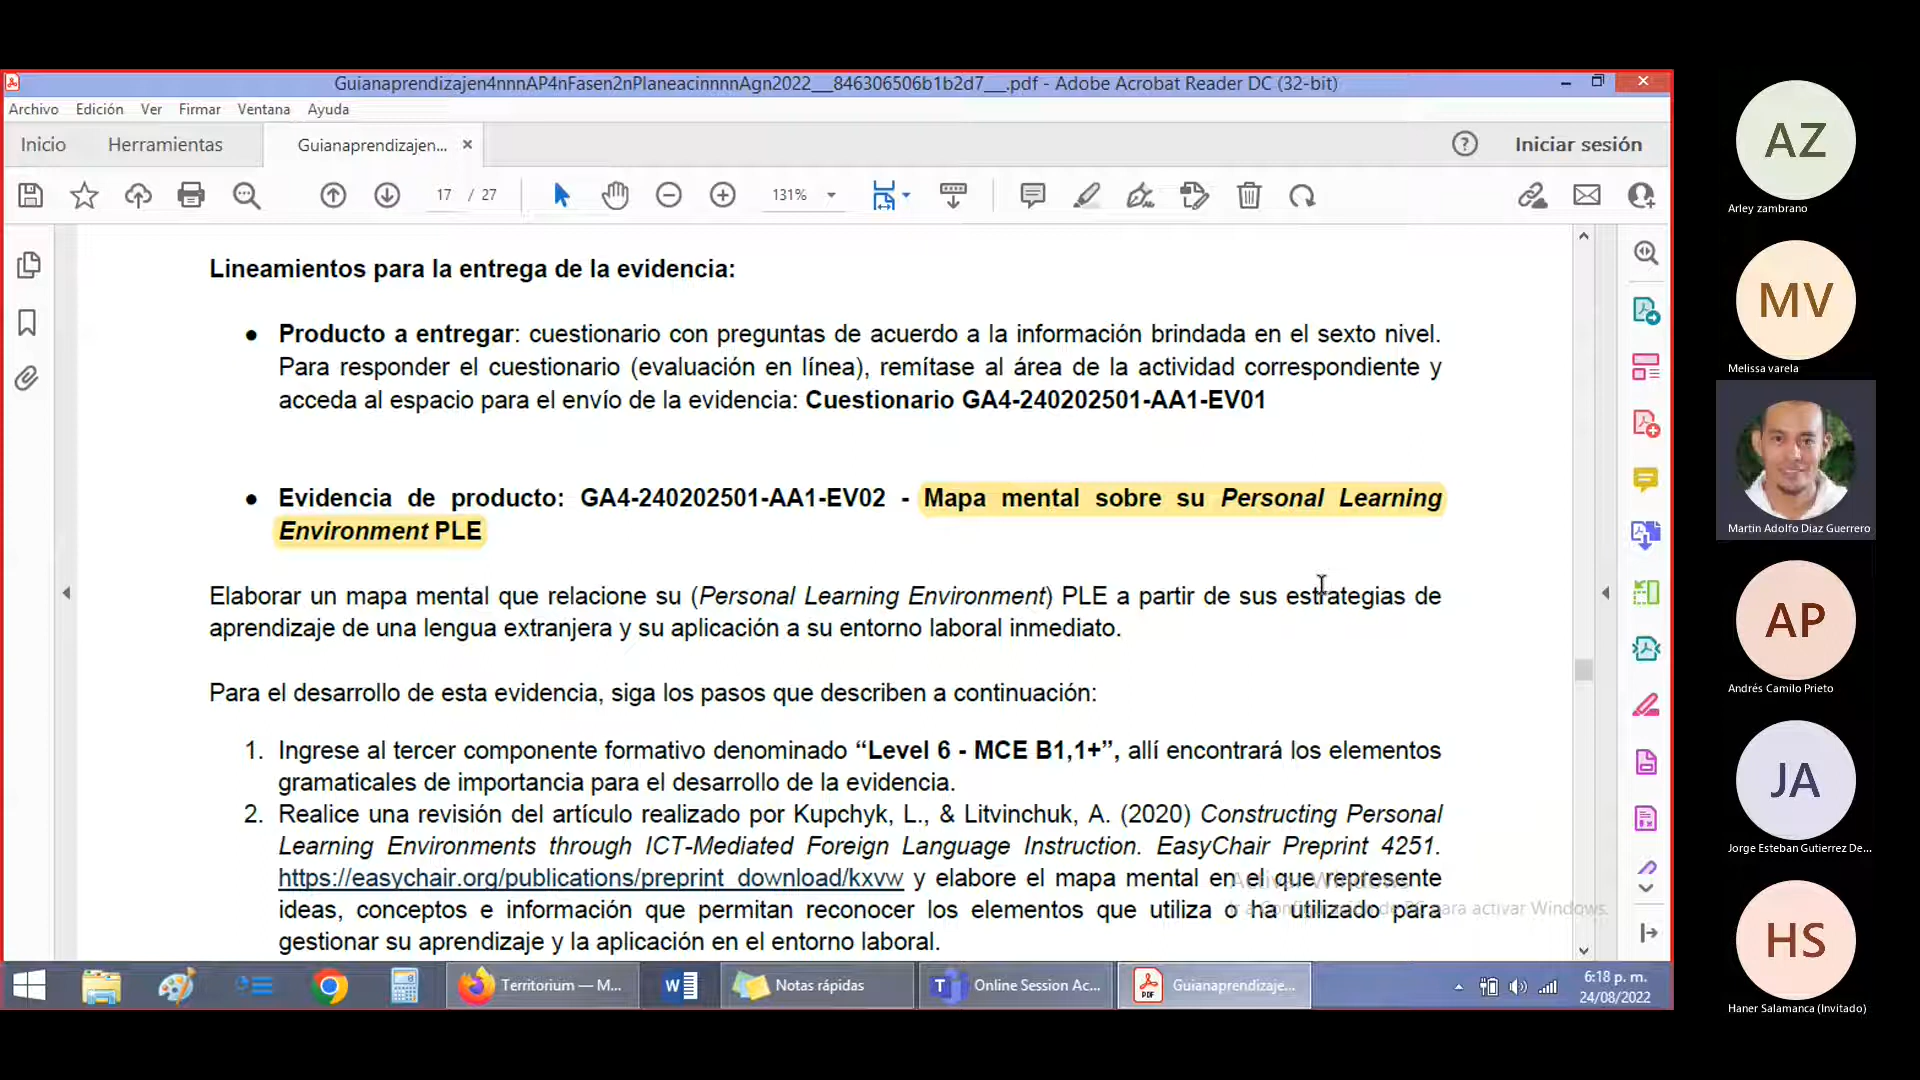 Guianaprendizajen4nnnAP4nFasen2nPlaneacinnnnAgn2022__846306506b1b2d7___.pdf - Adobe Acrobat Reader DC (32-bit)
Archivo Edición Ver Firmar Ventana Ayuda
Inicio Herramientas Guianaprendizajen... × Iniciar sesión
17 / 27 131%
Lineamientos para la entrega de la evidencia:
● Producto a entregar: cuestionario con preguntas de acuerdo a la información brindada en el sexto nivel.
Para responder el cuestionario (evaluación en línea), remítase al área de la actividad correspondiente y
acceda al espacio para el envío de la evidencia: Cuestionario GA4-240202501-AA1-EV01
● Evidencia de producto: GA4-240202501-AA1-EV02 - Mapa mental sobre su Personal Learning
Environment PLE
Elaborar un mapa mental que relacione su (Personal Learning Environment) PLE a partir de sus estrategias de
aprendizaje de una lengua extranjera y su aplicación a su entorno laboral inmediato.
Para el desarrollo de esta evidencia, siga los pasos que describen a continuación:
1. Ingrese al tercer componente formativo denominado “Level 6 - MCE B1,1+”, allí encontrará los elementos
gramaticales de importancia para el desarrollo de la evidencia.
2. Realice una revisión del artículo realizado por Kupchyk, L., & Litvinchuk, A. (2020) Constructing Personal
Learning Environments through ICT-Mediated Foreign Language Instruction. EasyChair Preprint 4251.
https://easychair.org/publications/preprint_download/kxvw y elabore el mapa mental en el que represente
ideas, conceptos e información que permitan reconocer los elementos que utiliza o ha utilizado para
gestionar su aprendizaje y la aplicación en el entorno laboral.
Activar Windows
Ir a Configuración de PC para activar Windows.
Territorium — M...
Notas rápidas
Online Session Ac...
Guianaprendizaje...
6:18 p. m.
24/08/2022
AZ
Arley zambrano
MV
Melissa varela
Martin Adolfo Diaz Guerrero
AP
Andrés Camilo Prieto
JA
Jorge Esteban Gutierrez De...
HS
Haner Salamanca (Invitado)